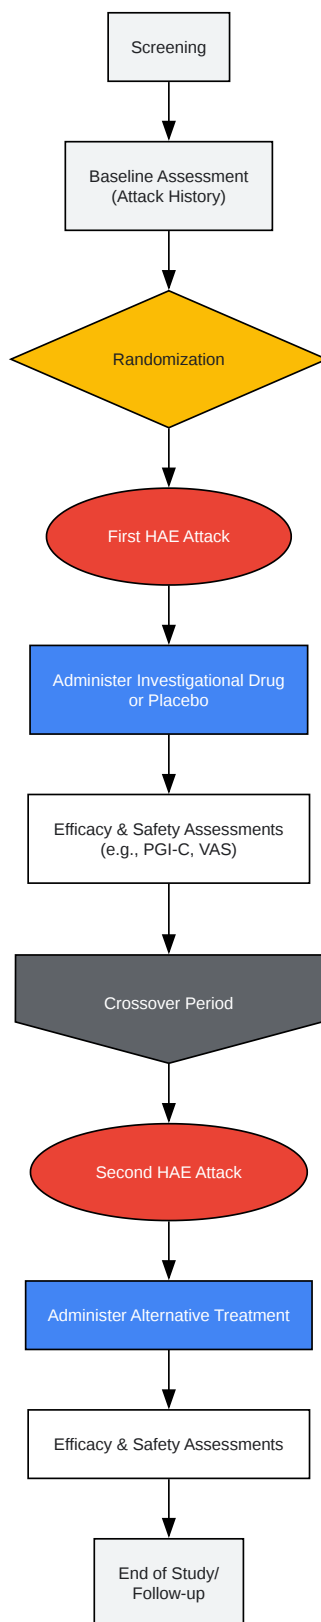 Screening
Baseline Assessment
(Attack History)
Randomization
First HAE Attack
Administer Investigational Drug
or Placebo
Efficacy & Safety Assessments
(e.g., PGI-C, VAS)
Crossover Period
Second HAE Attack
Administer Alternative Treatment
Efficacy & Safety Assessments
End of Study/
Follow-up